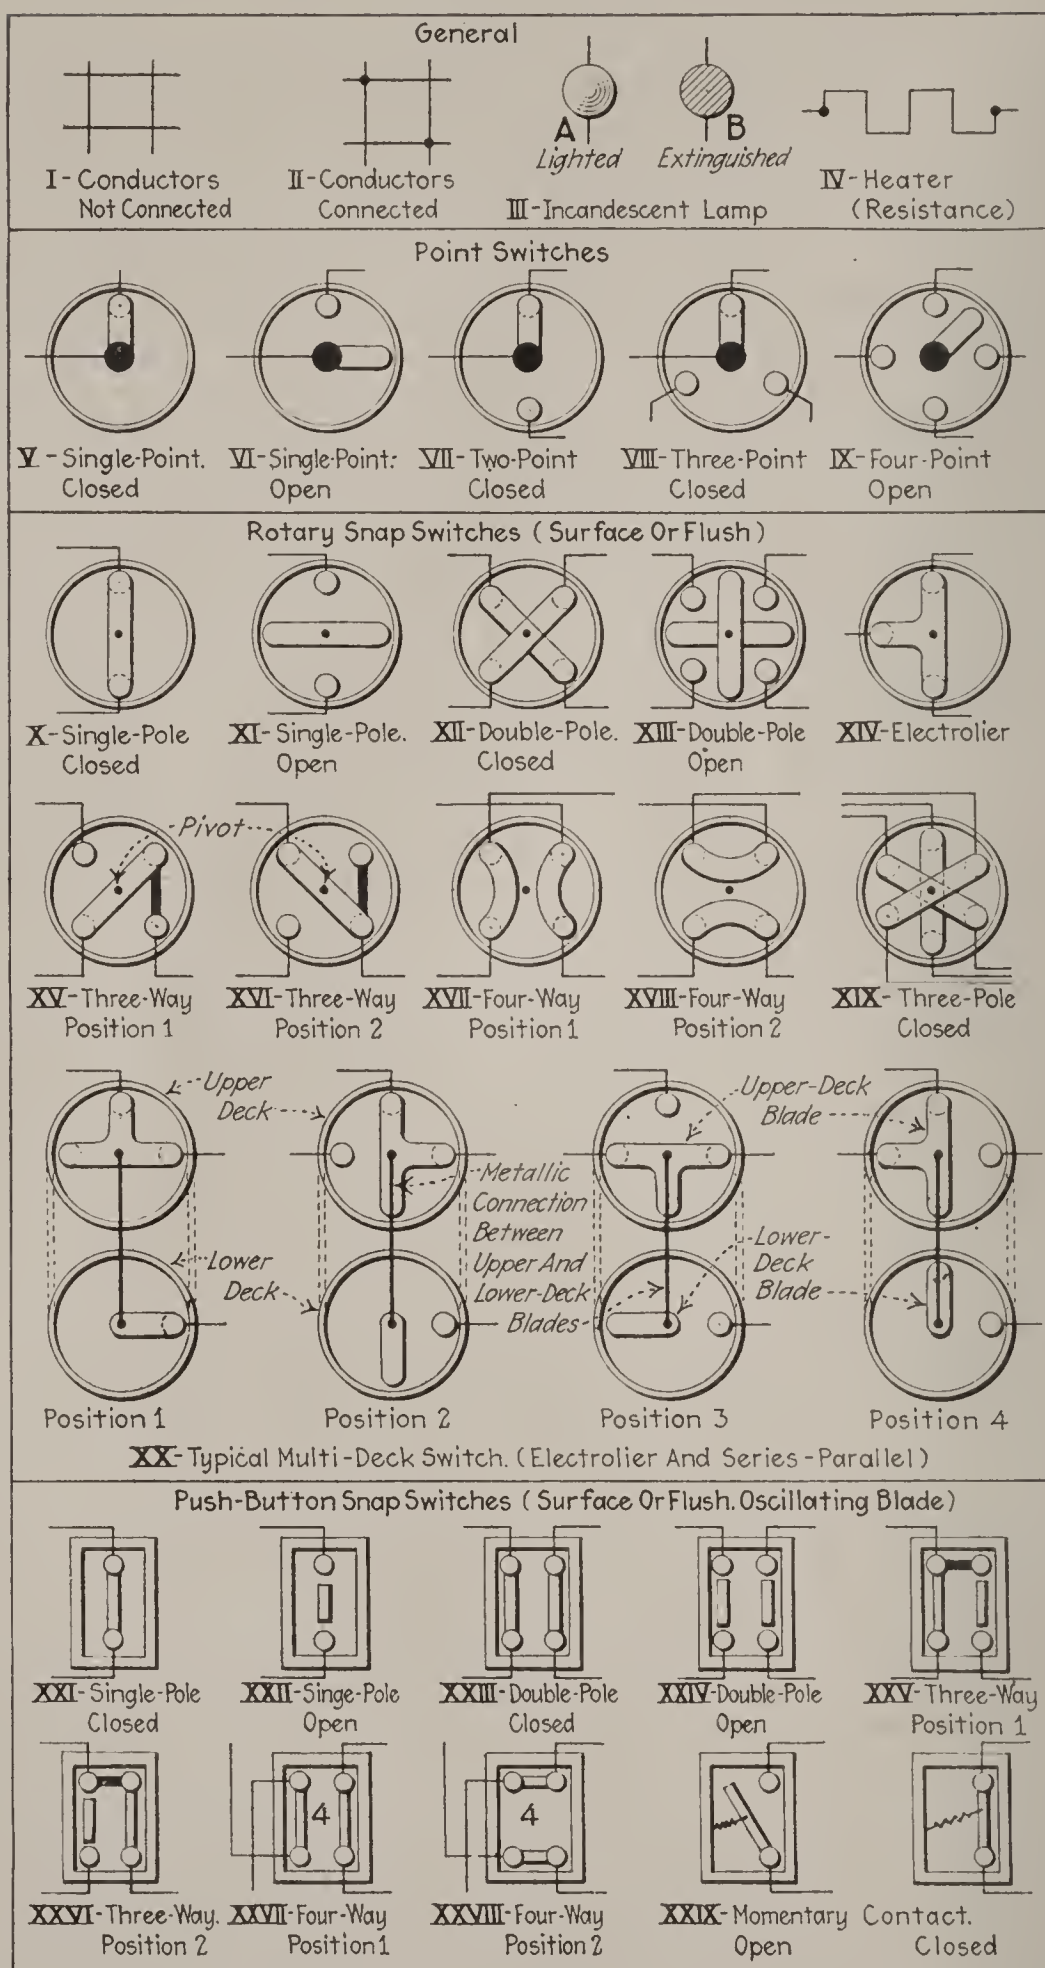 General
A
B
Lighted
Extinguished
I-Conductors
Not Connected
II-Conductors
Connected
III-Incandescent Lamp
IV-Heater
(Resistance)
Point Switches
V-Single-Point.
Closed
VI-Single-Point:
Open
VII-Two-Point
Closed
VIII-Three-Point
Closed
IX-Four-Point
Open
Rotary Snap Switches (Surface Or Flush)
X-Single-Pole
Closed
XI-Single-Pole.
Open
XII-Double-Pole.
Closed
XIII-Double-Pole
Open
XIV-Electrolier
Pivot
XV-Three-Way
Position 1
XVI-Three-Way
Position 2
XVII-Four-Way
Position 1
XVIII-Four-Way
Position 2
XIX-Three-Pole
Closed
Upper
Deck
Upper-Deck
Blade
Metallic
Connection
Between
Upper And
Lower-Deck
Blades
Lower
Deck
Lower-
Deck
Blade
Position 1
Position 2
Position 3
Position 4
XX-Typical Multi-Deck Switch. (Electrolier And Series-Parallel)
Push-Button Snap Switches (Surface Or Flush. Oscillating Blade)
XXI-Single-Pole
Closed
XXII-Singe-Pole
Open
XXIII-Double-Pole
Closed
XXIV-Double-Pole
Open
XXV-Three-Way
Position 1
4
4
XXVI-Three-Way.
Position 2
XXVII-Four-Way
Position 1
XXVIII-Four-Way
Position 2
XXIX-Momentary Contact.
Open
Closed